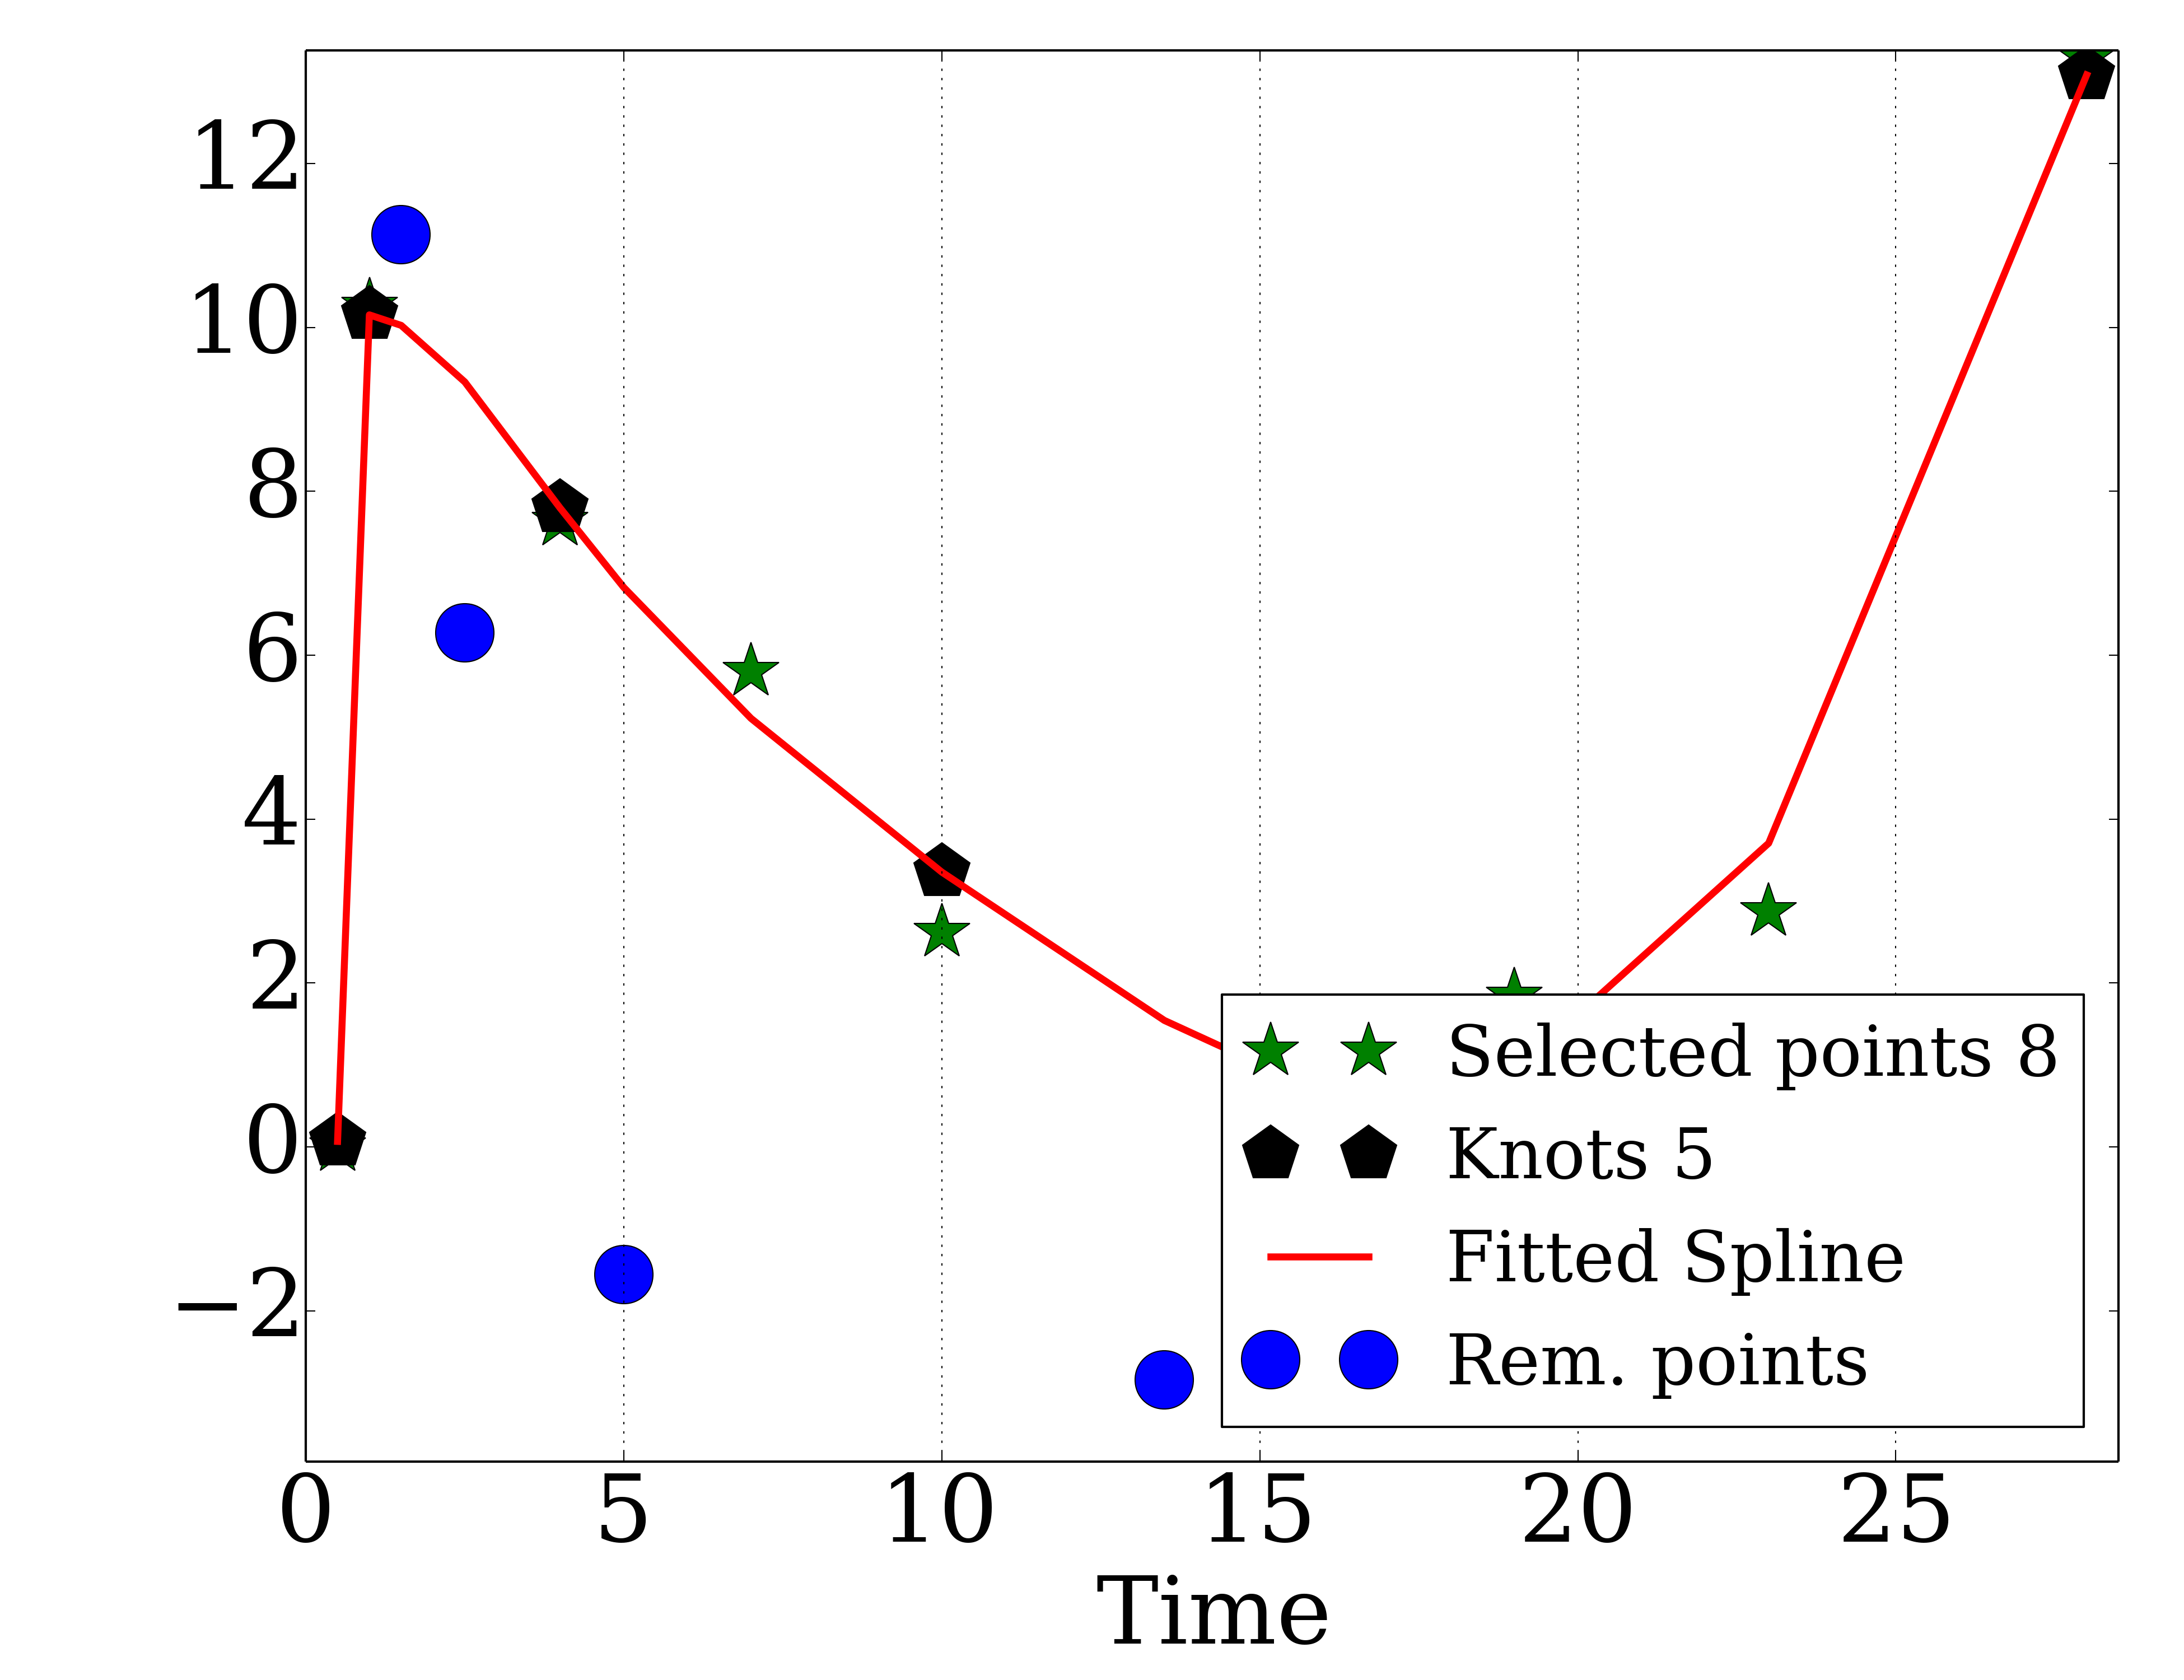 12
10
8
6
4
2
0
−2
Selected points 8
Knots 5
Fitted Spline
Rem. points
0 5 10 15 20 25
Time